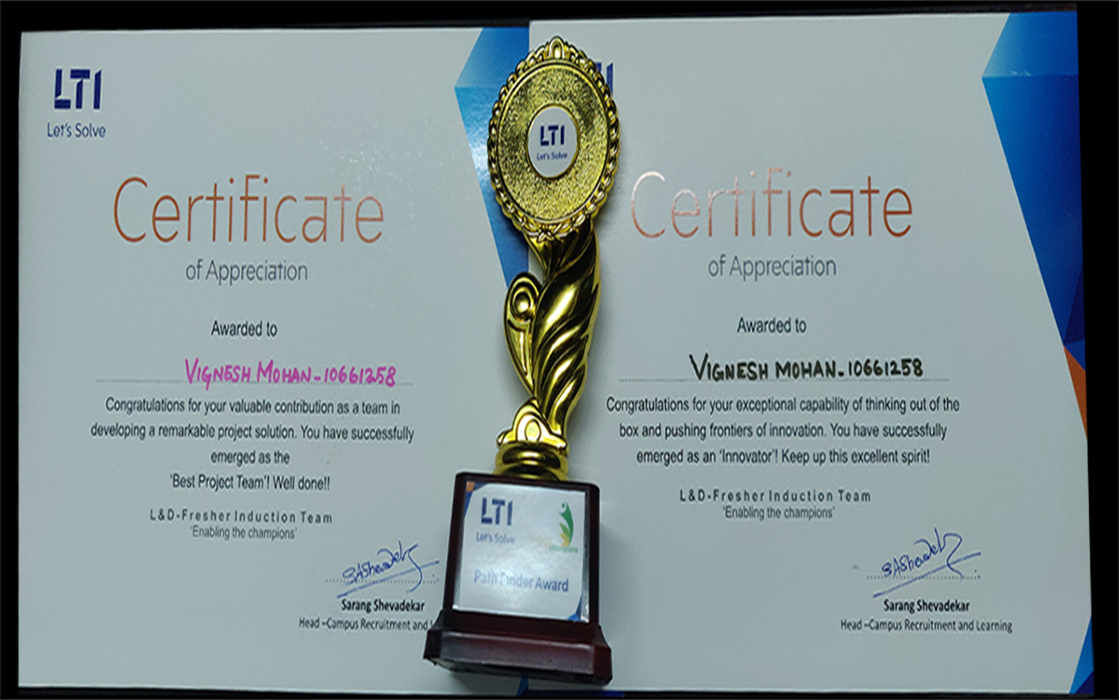 LTI
Let's Solve
Certificate
of Appreciation
Awarded to
VIGNESH MOHAN-10661258
Congratulations for your valuable contribution as a team in
developing a remarkable project solution. You have successfully
emerged as the
'Best Project Team'! Well done!!
L&D-Fresher Induction Team
'Enabling the champions'
Sarang Shevadekar
Head –Campus Recruitment and
LTI
Let's Solve
LTI
Let's Solve
Path Finder Award
Certificate
of Appreciation
Awarded to
VIGNESH MOHAN-10661258
Congratulations for your exceptional capability of thinking out of the
box and pushing frontiers of innovation. You have successfully
emerged as an 'Innovator'! Keep up this excellent spirit!
L&D-Fresher Induction Team
'Enabling the champions'
Sarang Shevadekar
Head –Campus Recruitment and Learning